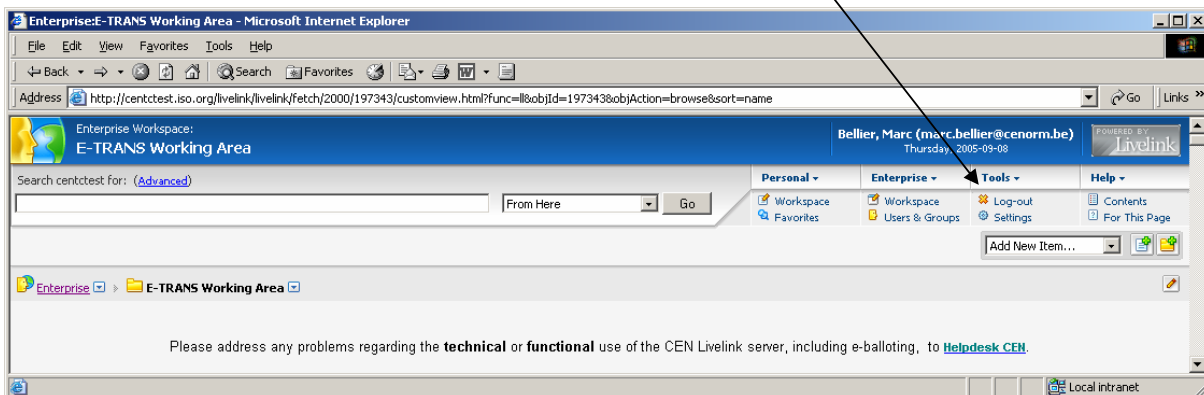 Enterprise:E-TRANS Working Area - Microsoft Internet Explorer
File Edit View Favorites Tools Help
Back Search Favorites
Address http://centctest.iso.org/livelink/livelink/fetch/2000/197343/customview.html?func=ll&objId=197343&objAction=browse&sort=name Go Links »
Enterprise Workspace:
E-TRANS Working Area
Bellier, Marc (marc.bellier@cenorm.be)
Thursday, 2005-09-08
POWERED BY
Livelink
Search centctest for: (Advanced)
From Here Go
Personal Enterprise Tools Help
Workspace Workspace Log-out Contents
Favorites Users & Groups Settings For This Page
Add New Item...
Enterprise E-TRANS Working Area
Please address any problems regarding the technical or functional use of the CEN Livelink server, including e-balloting, to Helpdesk CEN.
Local intranet